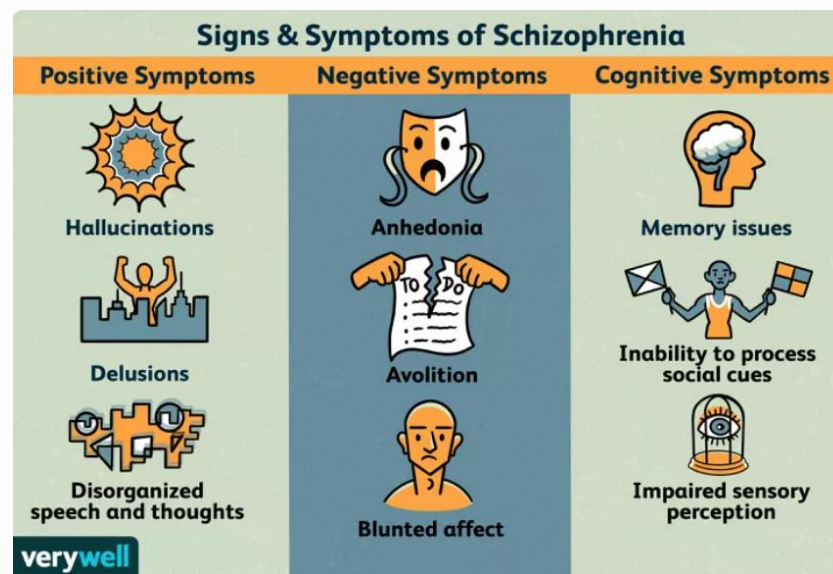 Signs & Symptoms of Schizophrenia
Positive Symptoms
Negative Symptoms
Cognitive Symptoms
Hallucinations
Anhedonia
Memory issues
TO DO
Delusions
Avolition
Inability to process
social cues
Disorganized
speech and thoughts
Blunted affect
Impaired sensory
perception
verywell